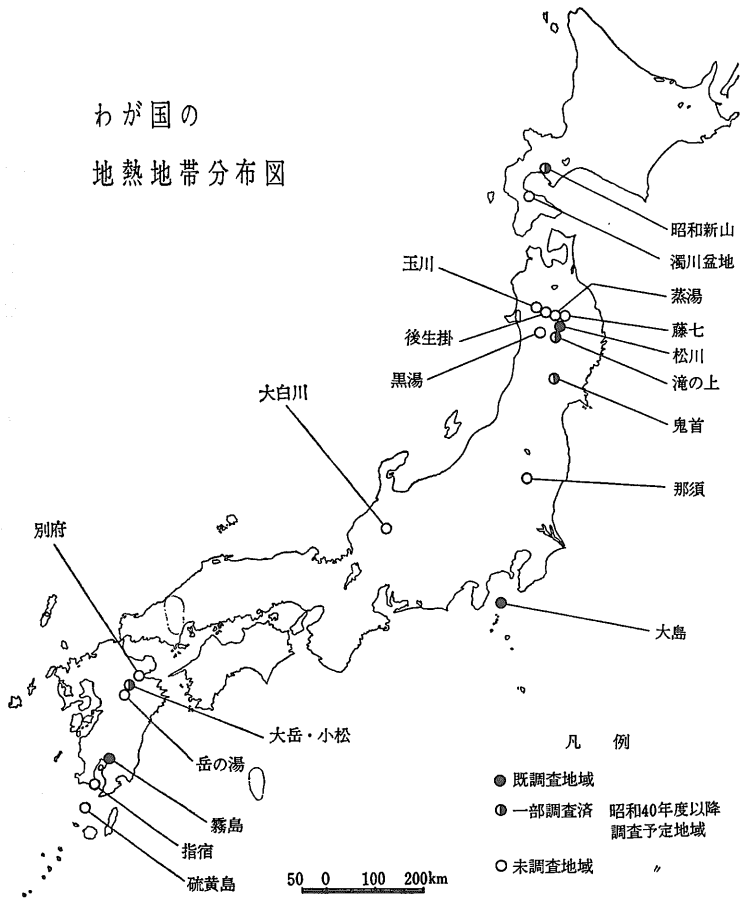 わが国の
地熱地帯分布図
昭和新山
濁川盆地
玉川
蒸湯
後生掛
藤七
松川
黒湯
滝の上
大白川
鬼首
那須
別府
大島
大岳・小松
岳の湯
霧島
指宿
硫黄島
凡 例
既調査地域
一部調査済 昭和40年度以降
調査予定地域
未調査地域 〃
50 0 100 200km